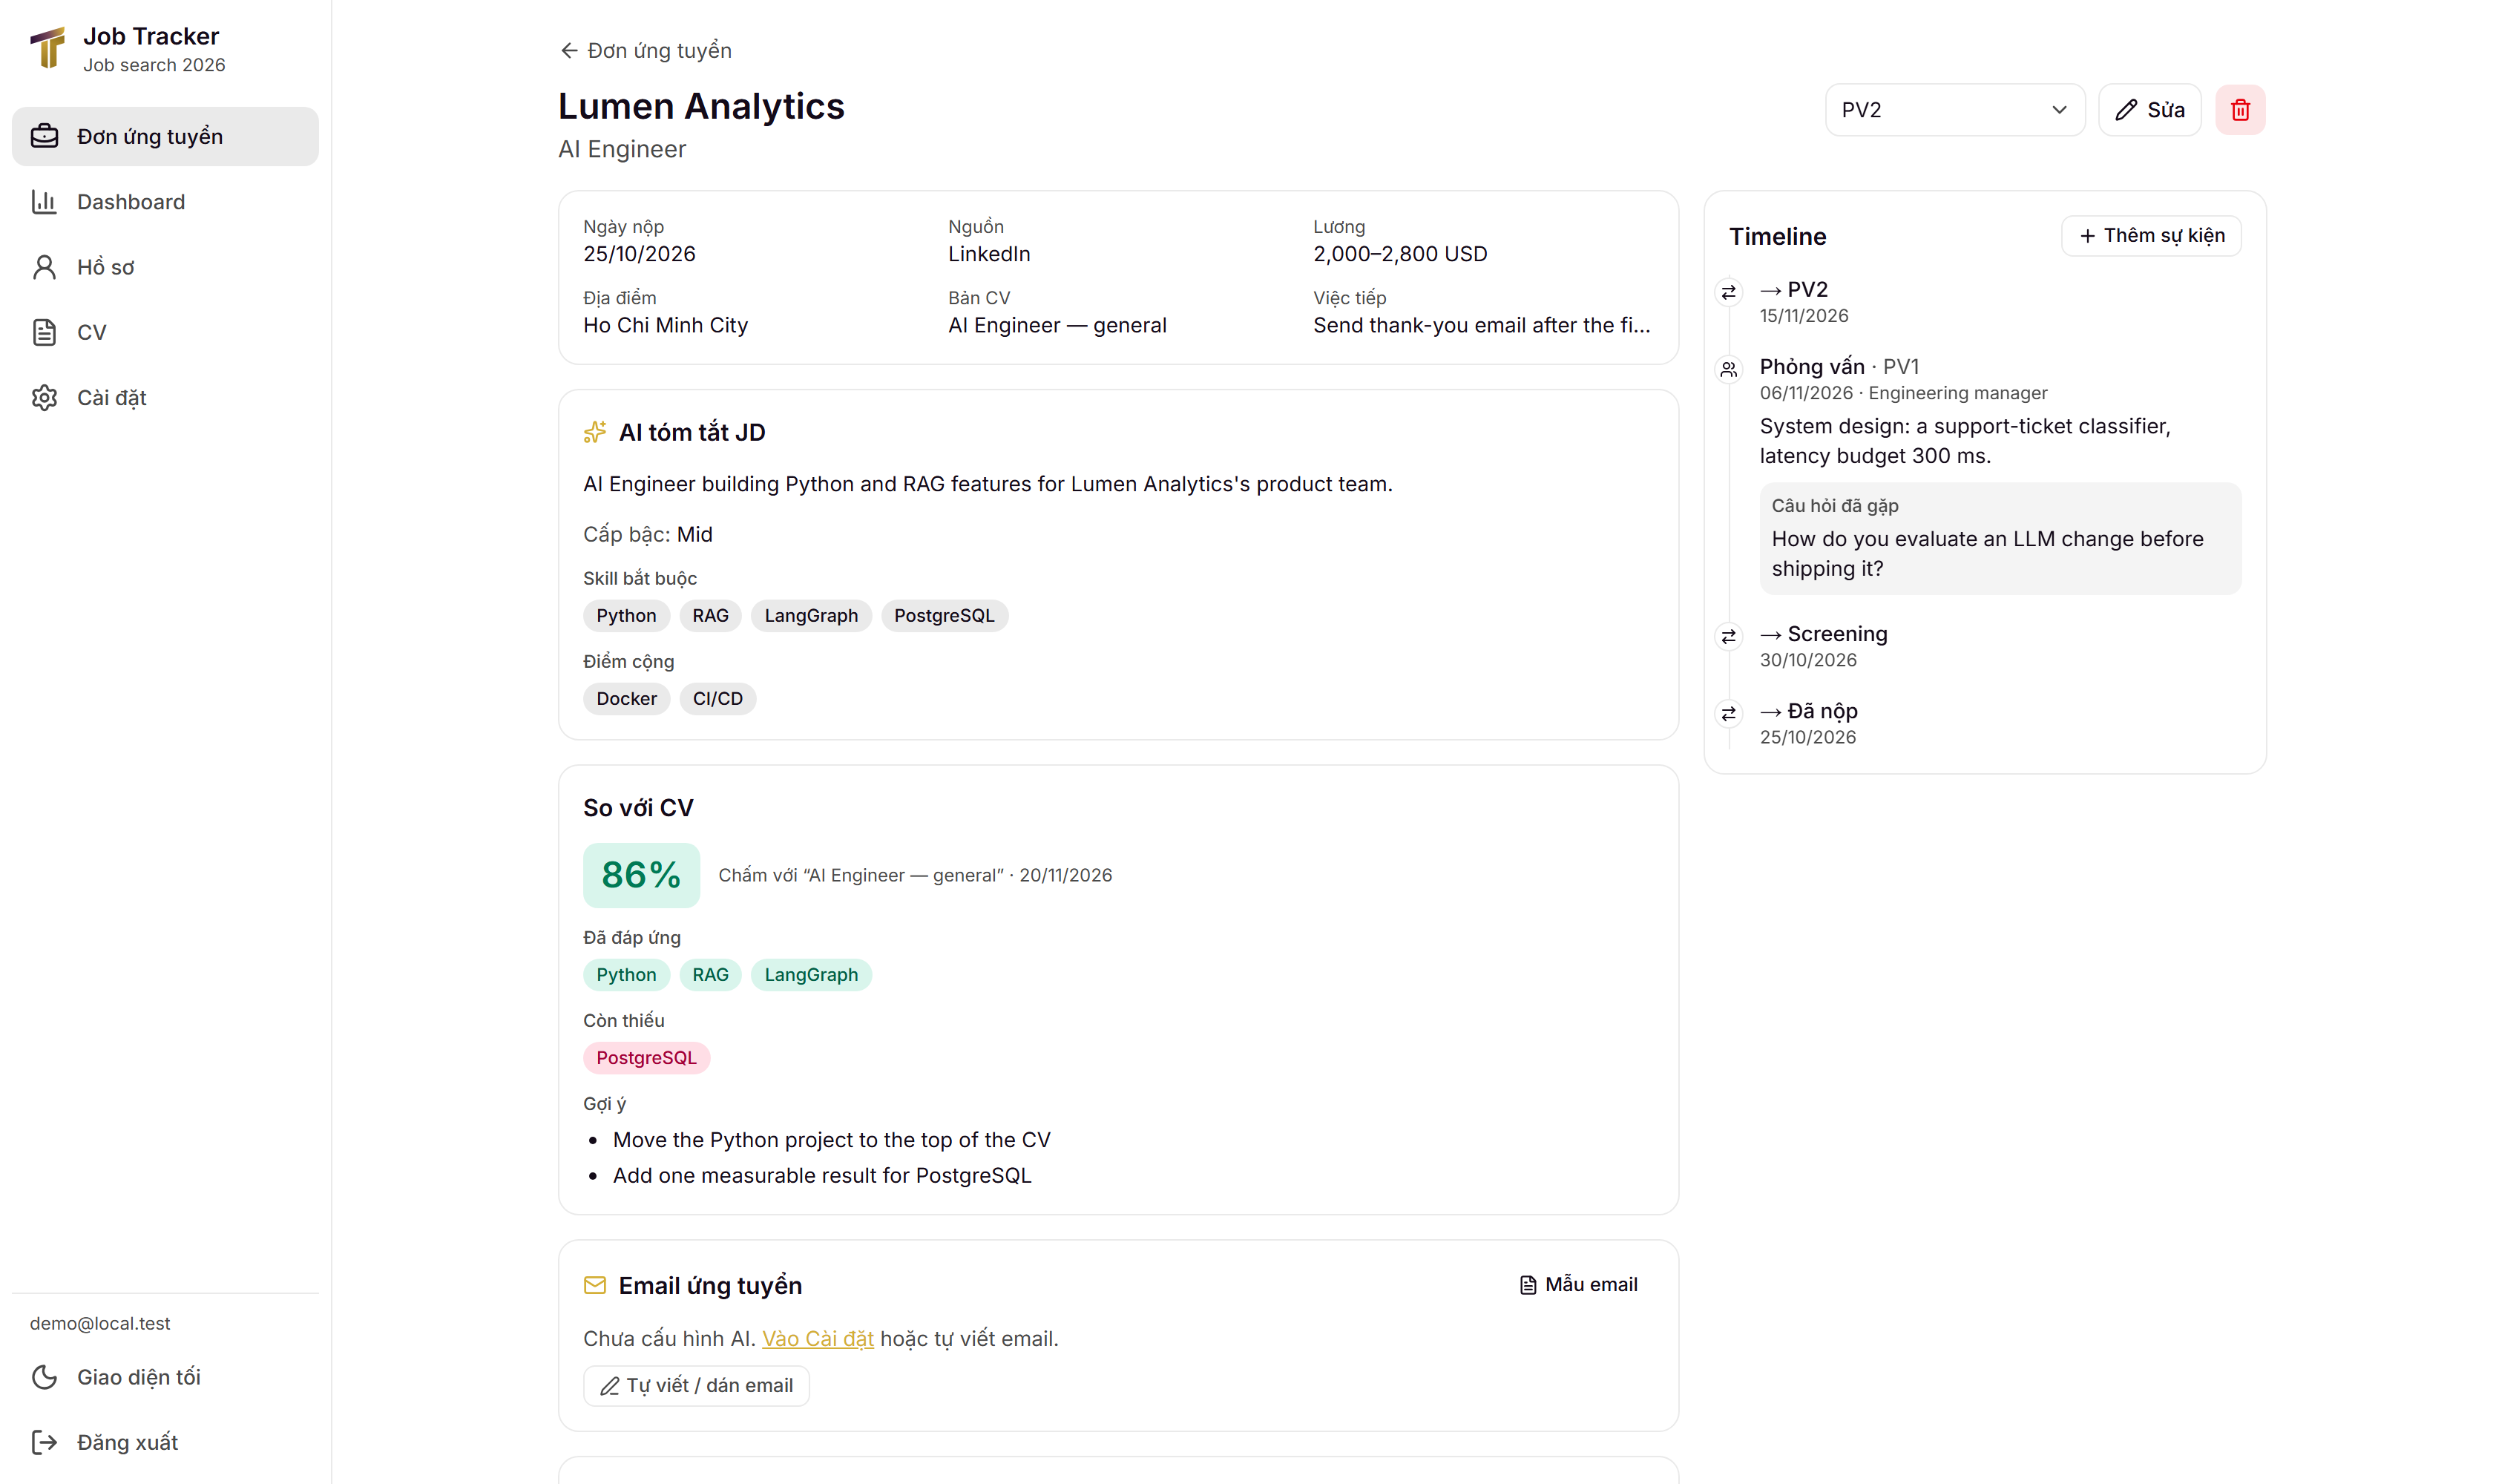 Job Tracker
Job search 2026
Đơn ứng tuyển
Dashboard
Hồ sơ
CV
Cài đặt
demo@local.test
Giao diện tối
Đăng xuất
← Đơn ứng tuyển
Lumen Analytics
AI Engineer
PV2
Sửa
Ngày nộp
25/10/2026
Nguồn
LinkedIn
Lương
2,000–2,800 USD
Địa điểm
Ho Chi Minh City
Bản CV
AI Engineer — general
Việc tiếp
Send thank-you email after the fi...
AI tóm tắt JD
AI Engineer building Python and RAG features for Lumen Analytics's product team.
Cấp bậc: Mid
Skill bắt buộc
Python RAG LangGraph PostgreSQL
Điểm cộng
Docker CI/CD
So với CV
86% Chấm với “AI Engineer — general” · 20/11/2026
Đã đáp ứng
Python RAG LangGraph
Còn thiếu
PostgreSQL
Gợi ý
• Move the Python project to the top of the CV
• Add one measurable result for PostgreSQL
Email ứng tuyển
Mẫu email
Chưa cấu hình AI. Vào Cài đặt hoặc tự viết email.
Tự viết / dán email
Timeline
+ Thêm sự kiện
→ PV2
15/11/2026
Phỏng vấn · PV1
06/11/2026 · Engineering manager
System design: a support-ticket classifier,
latency budget 300 ms.
Câu hỏi đã gặp
How do you evaluate an LLM change before
shipping it?
→ Screening
30/10/2026
→ Đã nộp
25/10/2026